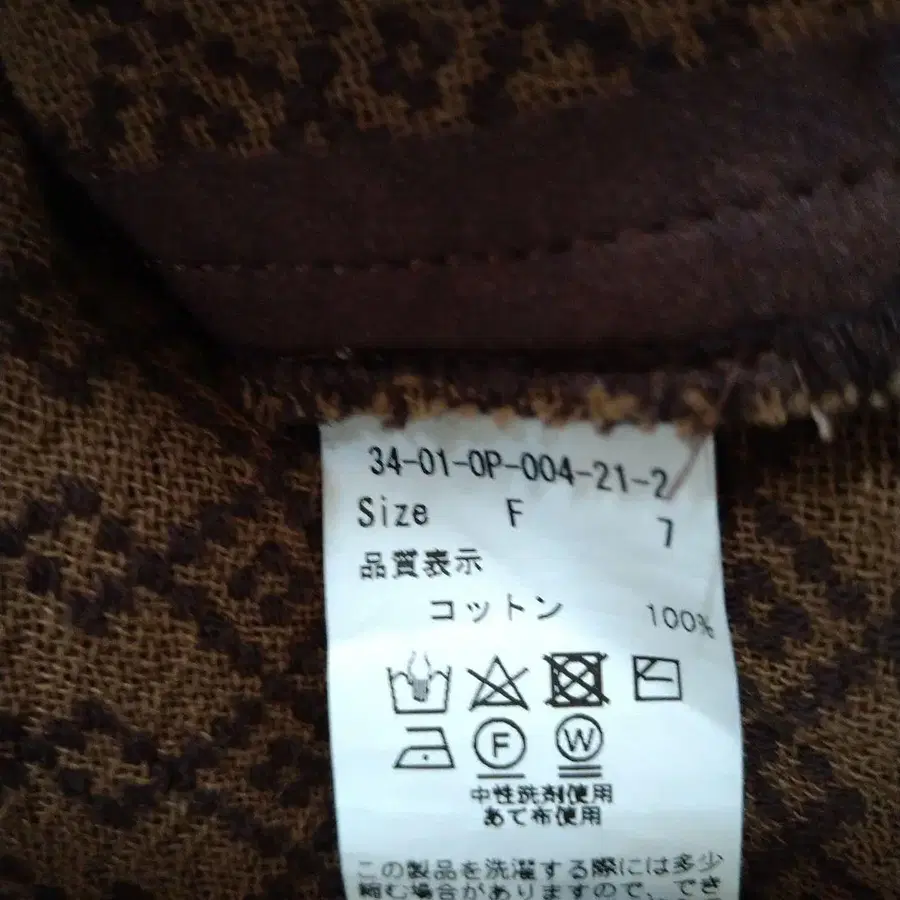 34-01-OP-004-21-2
Size F 7
品質表示
コットン 100%
F
W
中性洗剤使用
あて布使用
この製品を洗濯する際には多少
縮む場合がありますので、でき